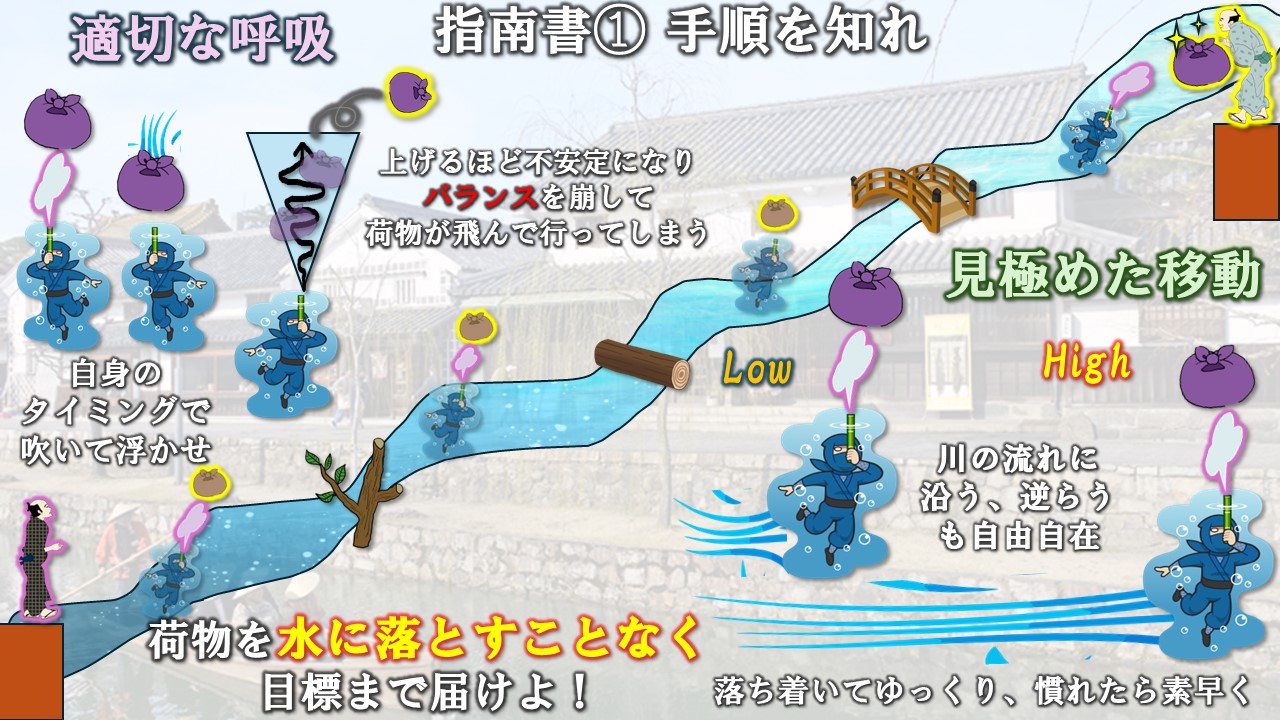 指南書① 手順を知れ
適切な呼吸
上げるほど不安定になり
バランスを崩して
荷物が飛んで行ってしまう
自身の
タイミングで
吹いて浮かせ
見極めた移動
Low
High
川の流れに
沿う、逆らう
も自由自在
荷物を水に落とすことなく
目標まで届けよ！
落ち着いてゆっくり、慣れたら素早く